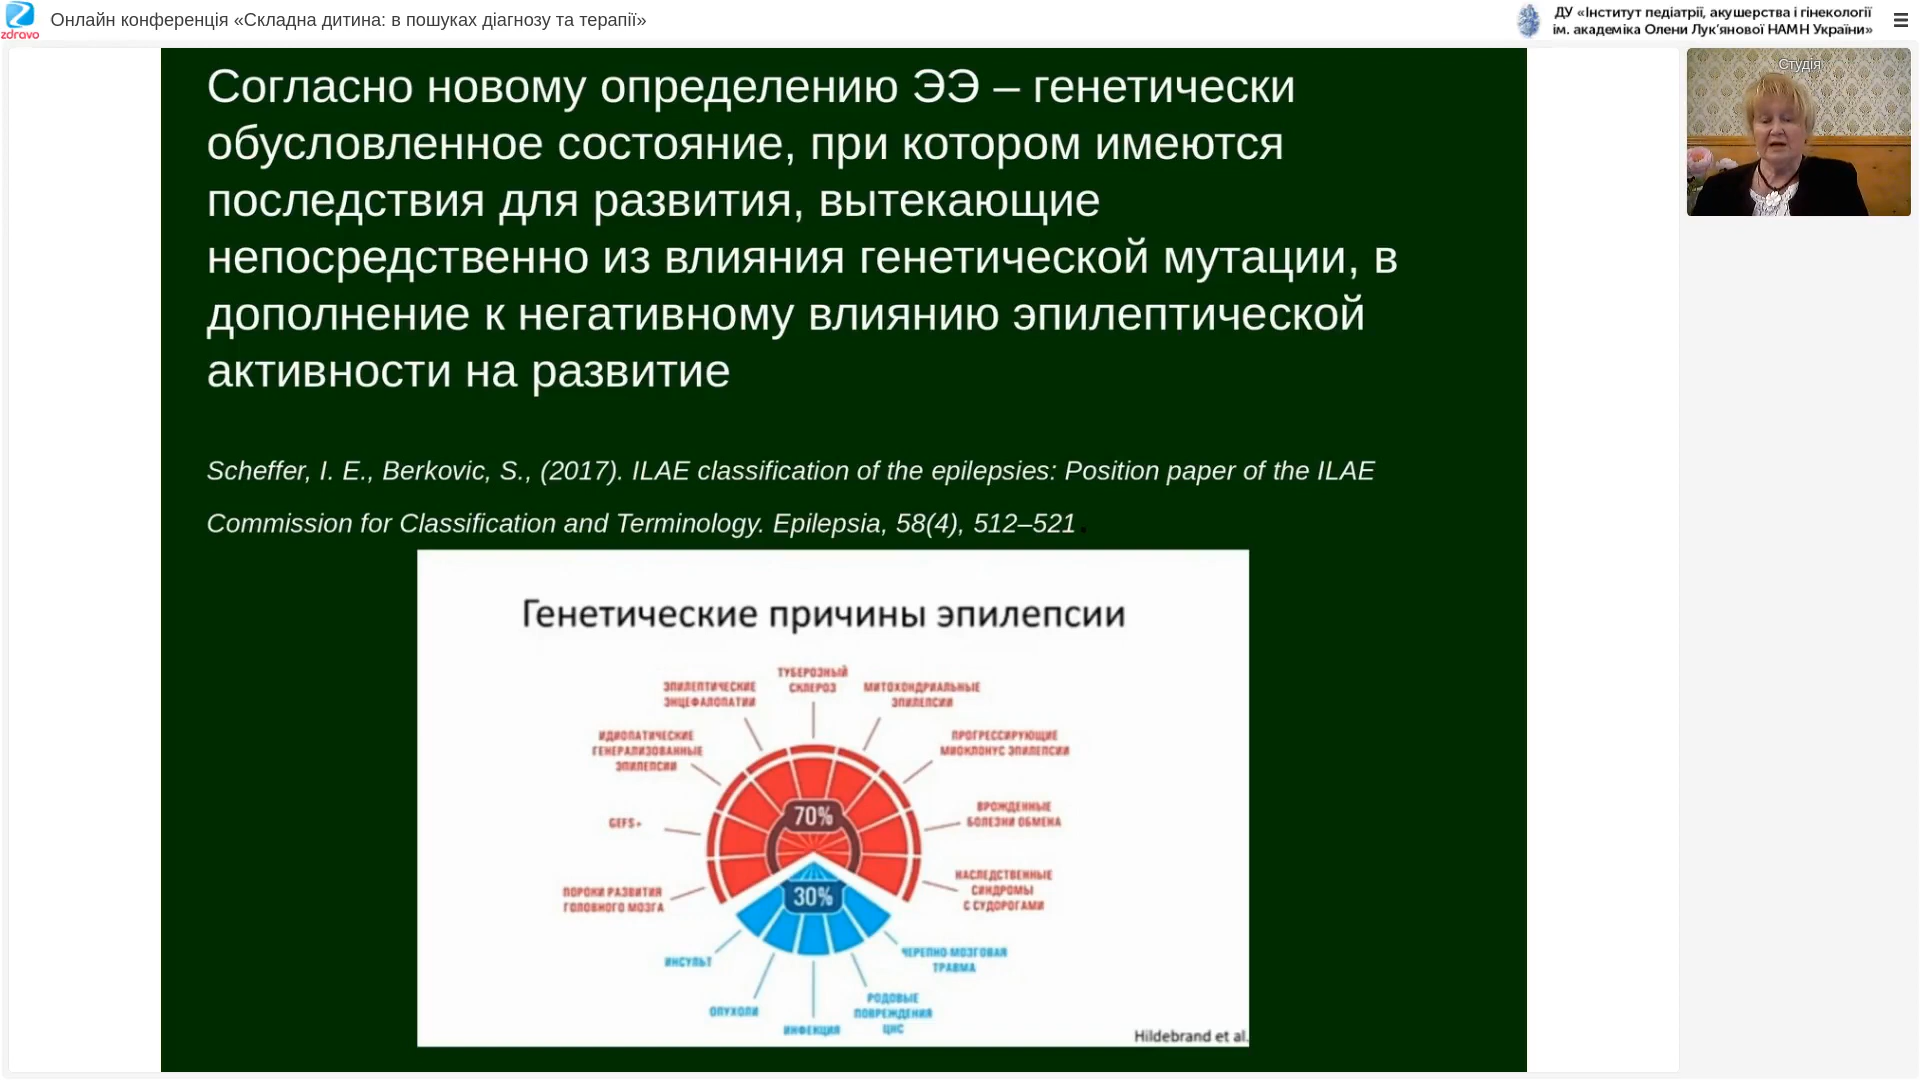 zdravo
Онлайн конференція «Складна дитина: в пошуках діагнозу та терапії»
ДУ «Інститут педіатрії, акушерства і гінекології
ім. академіка Олени Лук'янової НАМН України»
Студія
Согласно новому определению ЭЭ – генетически
обусловленное состояние, при котором имеются
последствия для развития, вытекающие
непосредственно из влияния генетической мутации, в
дополнение к негативному влиянию эпилептической
активности на развитие
Scheffer, I. E., Berkovic, S., (2017). ILAE classification of the epilepsies: Position paper of the ILAE
Commission for Classification and Terminology. Epilepsia, 58(4), 512–521.
Генетические причины эпилепсии
ТУБЕРОЗНЫЙ
СКЛЕРОЗ
ЭПИЛЕПТИЧЕСКИЕ
ЭНЦЕФАЛОПАТИИ
МИТОХОНДРИАЛЬНЫЕ
ЭПИЛЕПСИИ
ИДИОПАТИЧЕСКИЕ
ГЕНЕРАЛИЗОВАННЫЕ
ЭПИЛЕПСИИ
ПРОГРЕССИРУЮЩИЕ
МИОКЛОНУС ЭПИЛЕПСИИ
GEFS+
70%
ВРОЖДЕННЫЕ
БОЛЕЗНИ ОБМЕНА
ПОРОКИ РАЗВИТИЯ
ГОЛОВНОГО МОЗГА
30%
НАСЛЕДСТВЕННЫЕ
СИНДРОМЫ
С СУДОРОГАМИ
ИНСУЛЬТ
ЧЕРЕПНО-МОЗГОВАЯ
ТРАВМА
ОПУХОЛИ
ИНФЕКЦИЯ
РОДОВЫЕ
ПОВРЕЖДЕНИЯ
ЦНС
Hildebrand et al.